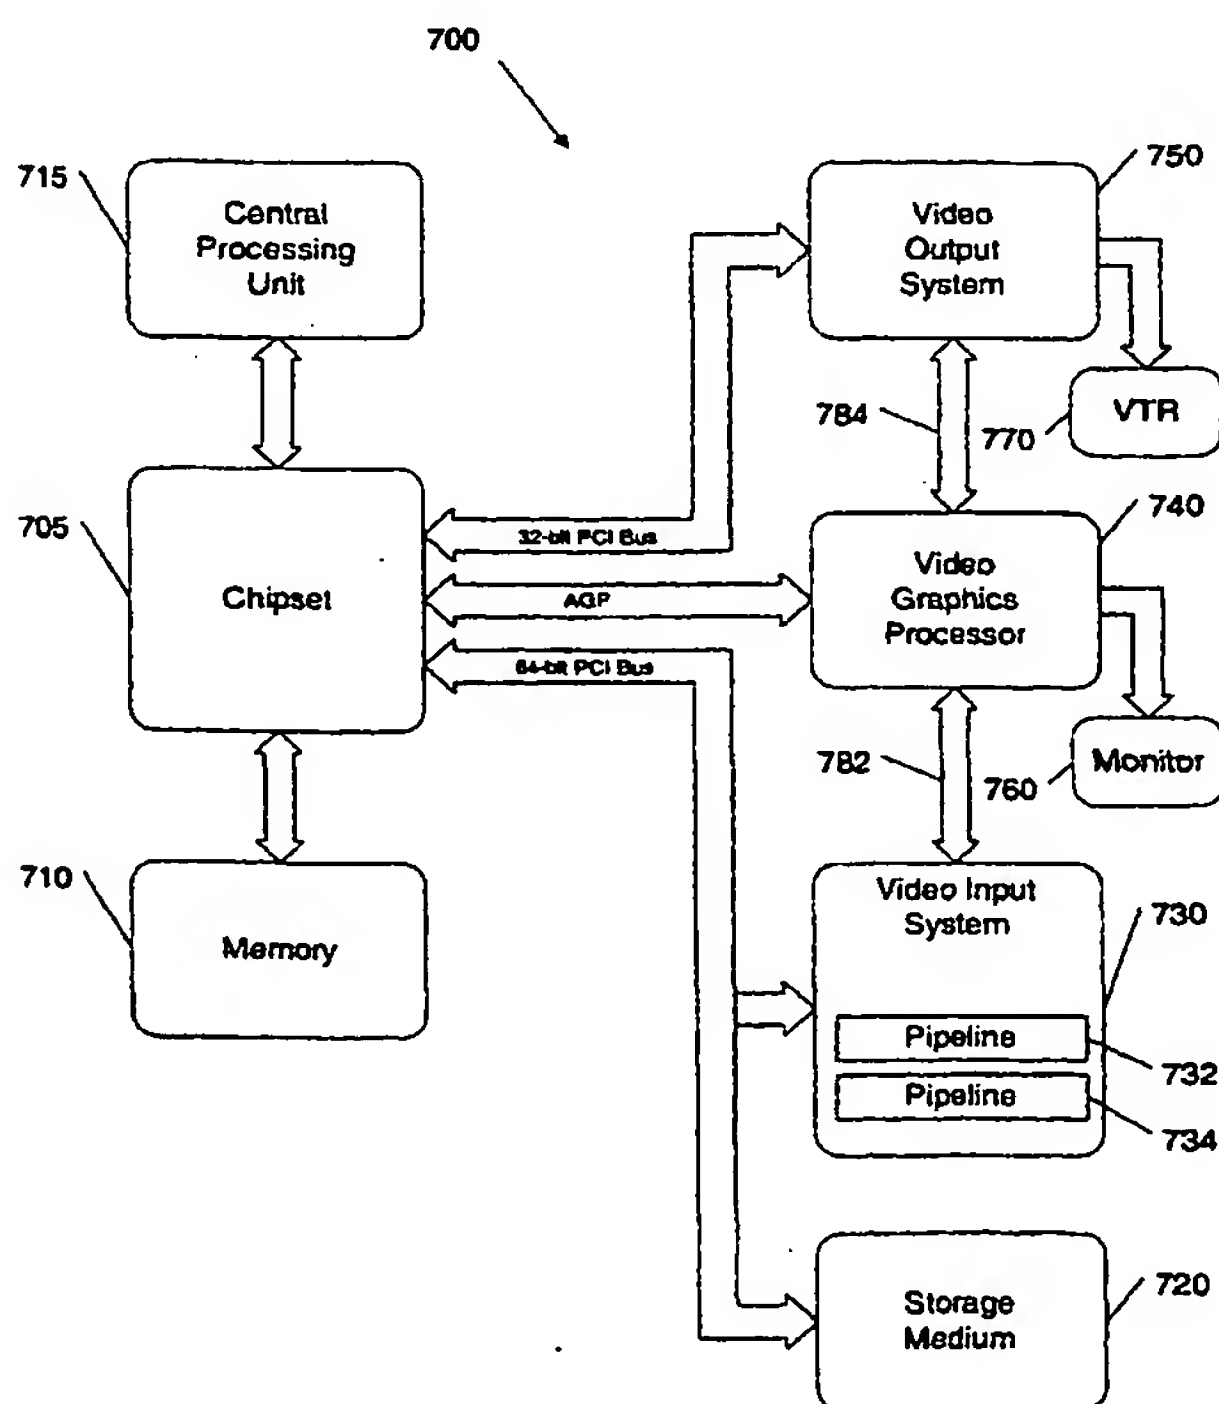 700
715
Central
Processing
Unit
750
Video
Output
System
784
770
VTR
705
Chipset
32-bit PCI Bus
AGP
64-bit PCI Bus
740
Video
Graphics
Processor
782
760
Monitor
710
Memory
Video Input
System
730
Pipeline
732
Pipeline
734
Storage
Medium
720